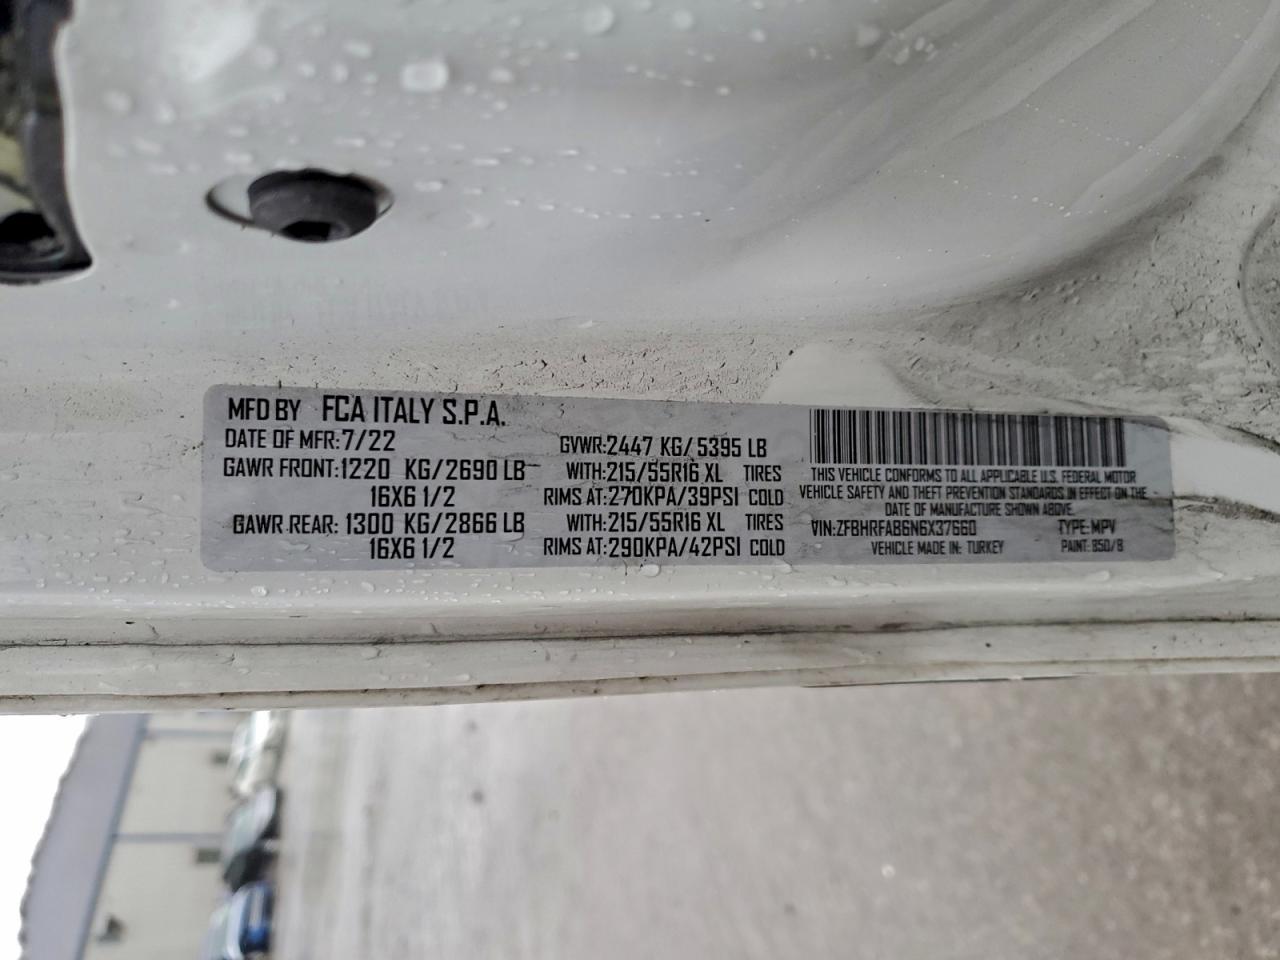 MFD BY FCA ITALY S.P.A.
DATE OF MFR: 7/22
GAWR FRONT: 1220 KG/2690 LB
16X6 1/2
GAWR REAR: 1300 KG/2866 LB
16X6 1/2
GVWR: 2447 KG/5395 LB
WITH: 215/55R16 XL TIRES
RIMS AT: 270KPA/39PSI COLD
WITH: 215/55R16 XL TIRES
RIMS AT: 290KPA/42PSI COLD
THIS VEHICLE CONFORMS TO ALL APPLICABLE U.S. FEDERAL MOTOR
VEHICLE SAFETY AND THEFT PREVENTION STANDARDS IN EFFECT ON THE
DATE OF MANUFACTURE SHOWN ABOVE.
VIN: ZFBHRFAB6N6X37660 TYPE: MPV
VEHICLE MADE IN: TURKEY PAINT: 850/B